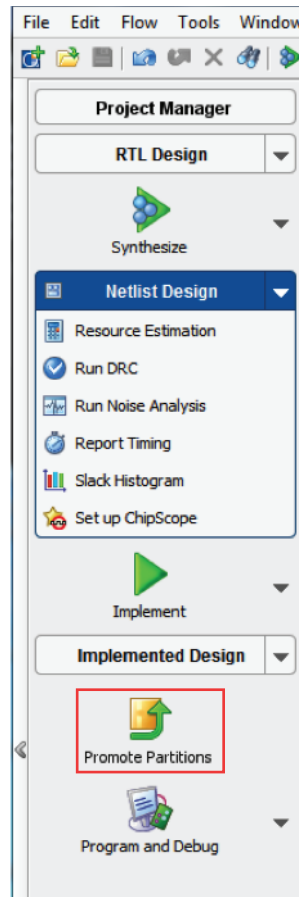 File Edit Flow Tools Window
Project Manager
RTL Design
Synthesize
Netlist Design
Resource Estimation
Run DRC
Run Noise Analysis
Report Timing
Slack Histogram
Set up ChipScope
Implement
Implemented Design
Promote Partitions
Program and Debug